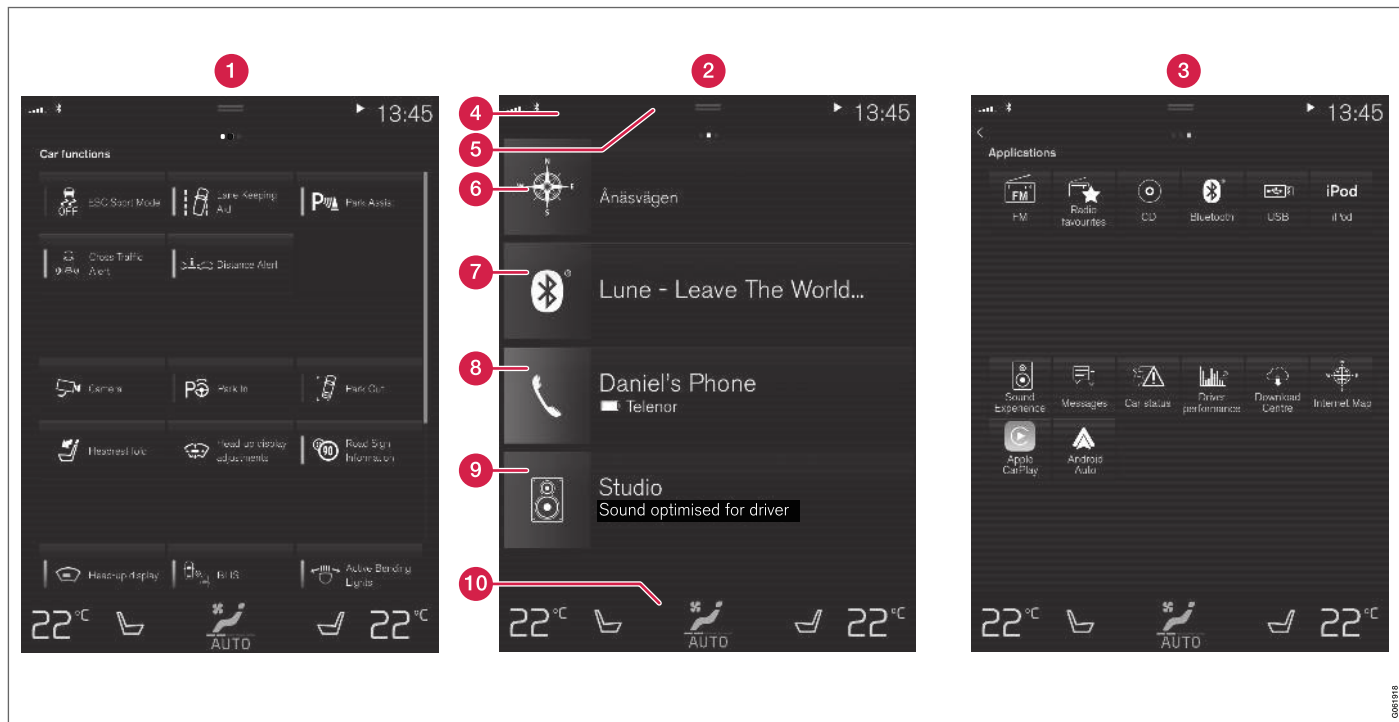 1
2
3
13:45
Car functions
OFF
ESC Sport Mode
Lane Keeping
Aid
P
Park Assist
Cross Traffic
Alert
Distance Alert
Camera
P
Park In
Park Out
Headrest fold
Head-up display
adjustments
90
Road Sign
Information
Head-up display
BLIS
Active Bending
Lights
22°C
AUTO
22°C
4
5
6
7
8
9
10
13:45
N
W
E
S
Ånäsvägen
Lune - Leave The World...
Daniel's Phone
Telenor
Studio
Sound optimised for driver
22°C
AUTO
22°C
13:45
Applications
FM
FM
Radio
favourites
CD
Bluetooth
USB
iPod
iPod
Sound
Experience
Messages
Car status
Driver
performance
Download
Centre
Internet Map
Apple
CarPlay
Android
Auto
22°C
AUTO
22°C
G061918